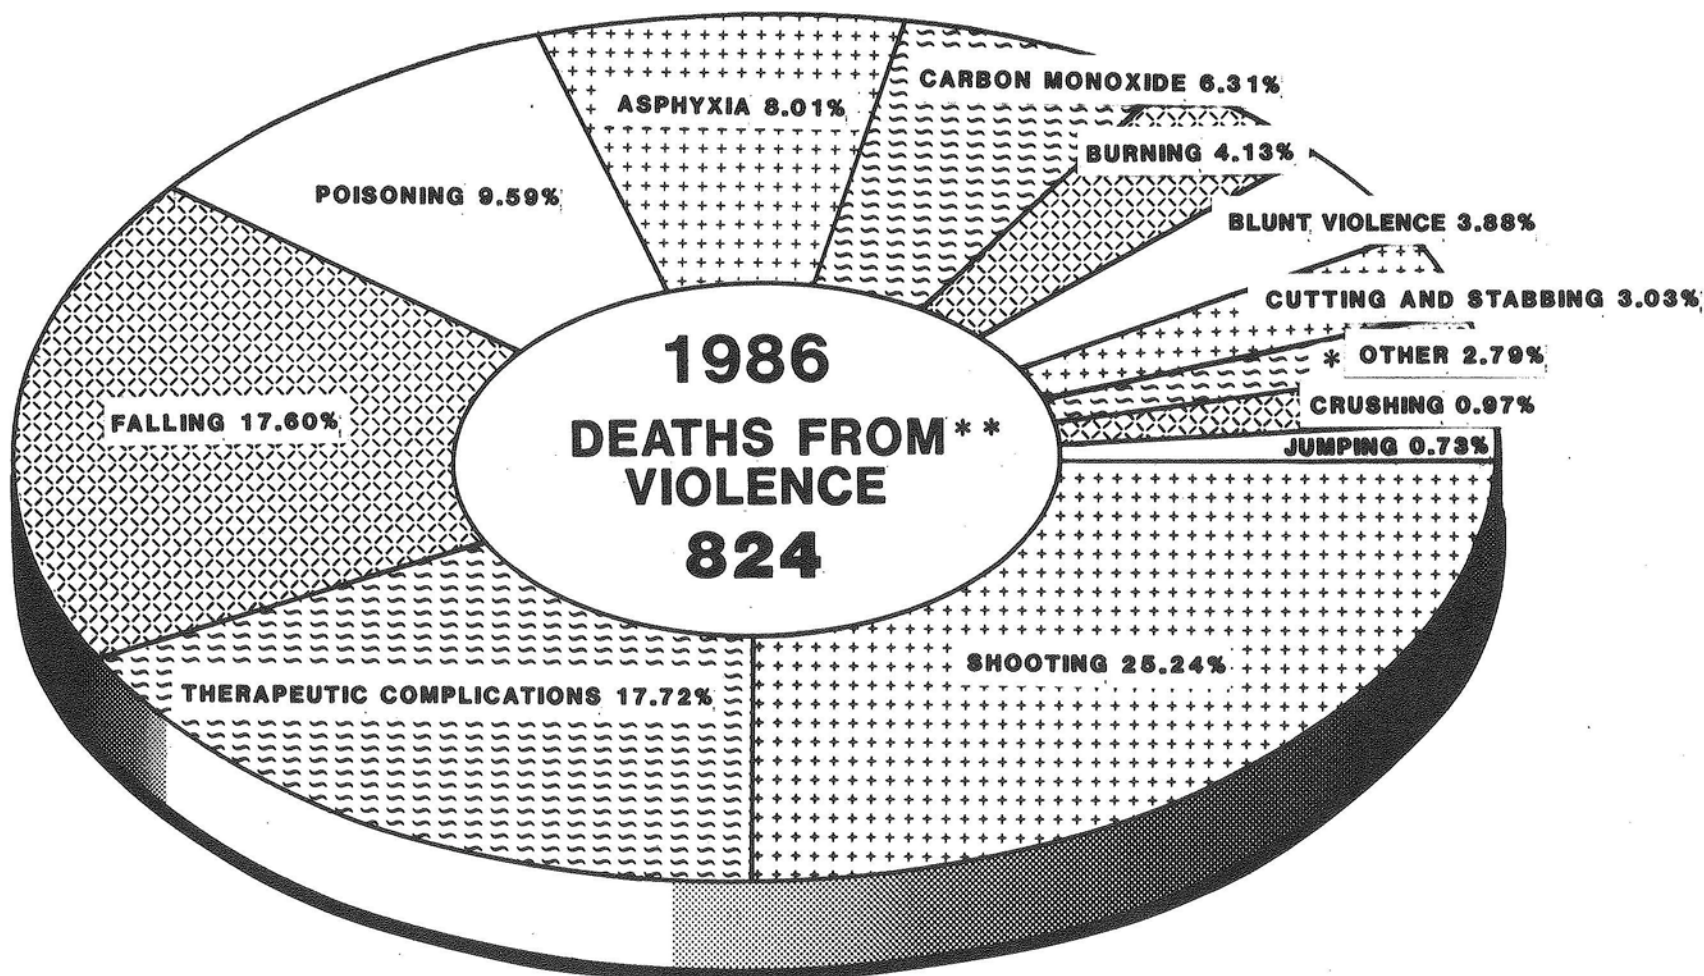 CARBON MONOXIDE 6.31%
ASPHYXIA 8.01%
BURNING 4.13%
POISONING 9.59%
BLUNT VIOLENCE 3.88%
CUTTING AND STABBING 3.03%
* OTHER 2.79%
CRUSHING 0.97%
JUMPING 0.73%
FALLING 17.60%
1986
DEATHS FROM**
VIOLENCE
824
SHOOTING 25.24%
THERAPEUTIC COMPLICATIONS 17.72%